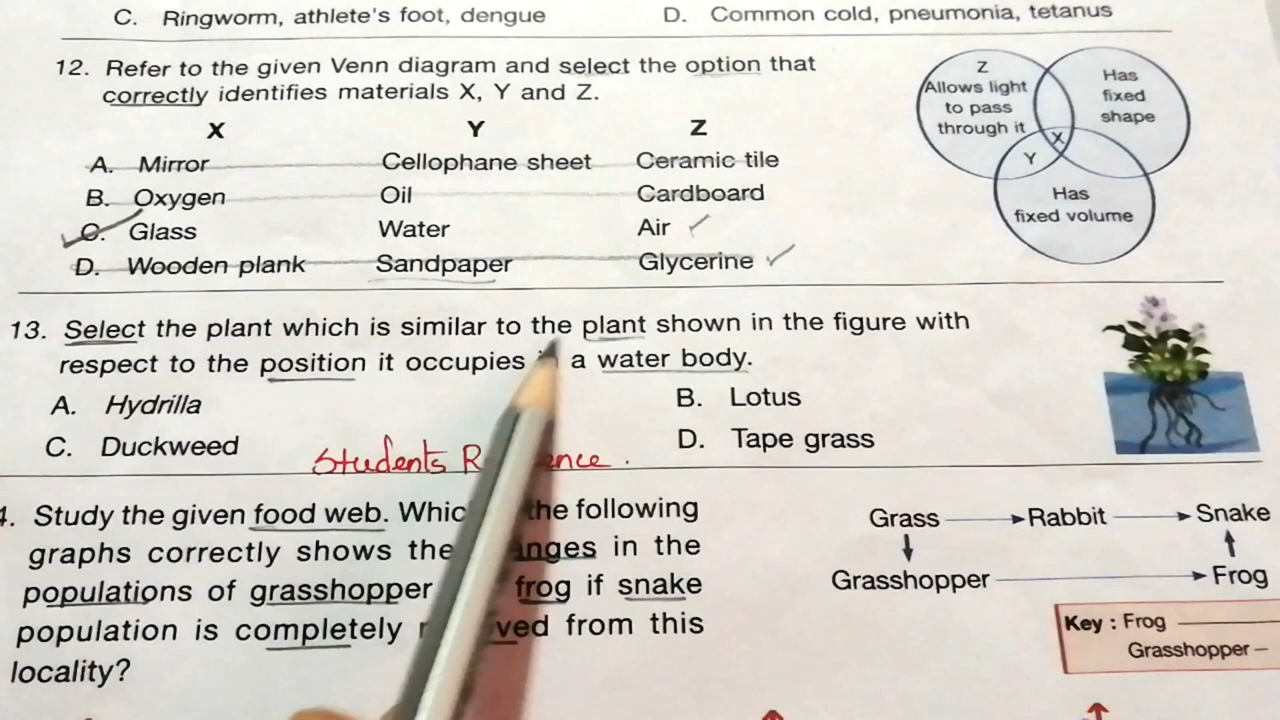 C. Ringworm, athlete's foot, dengue D. Common cold, pneumonia, tetanus
12. Refer to the given Venn diagram and select the option that
correctly identifies materials X, Y and Z.
X Y Z
A. Mirror Cellophane sheet Ceramic tile
B. Oxygen Oil Cardboard
C. Glass Water Air
D. Wooden plank Sandpaper Glycerine
Z
Allows light
to pass
through it
Has
fixed
shape
X
Y
Has
fixed volume
13. Select the plant which is similar to the plant shown in the figure with
respect to the position it occupies a water body.
A. Hydrilla B. Lotus
C. Duckweed D. Tape grass
Students
4. Study the given food web. the following
graphs correctly shows the in the
populations of grasshopper frog if snake
population is completely from this
locality?
Grass Rabbit Snake
Grasshopper Frog
Key : Frog
Grasshopper